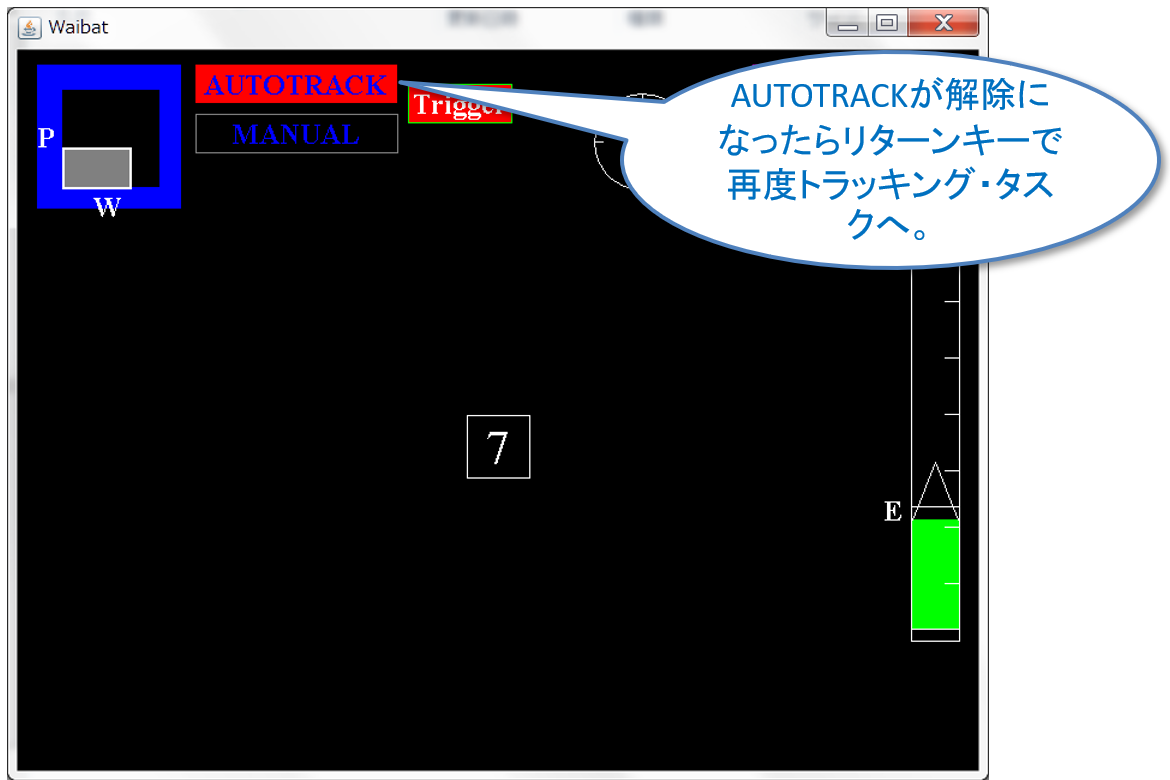 Waibat
AUTOTRACK
Trigger
MANUAL
P
W
AUTOTRACKが解除に
なったらリターンキーで
再度トラッキング・タス
クへ。
7
E